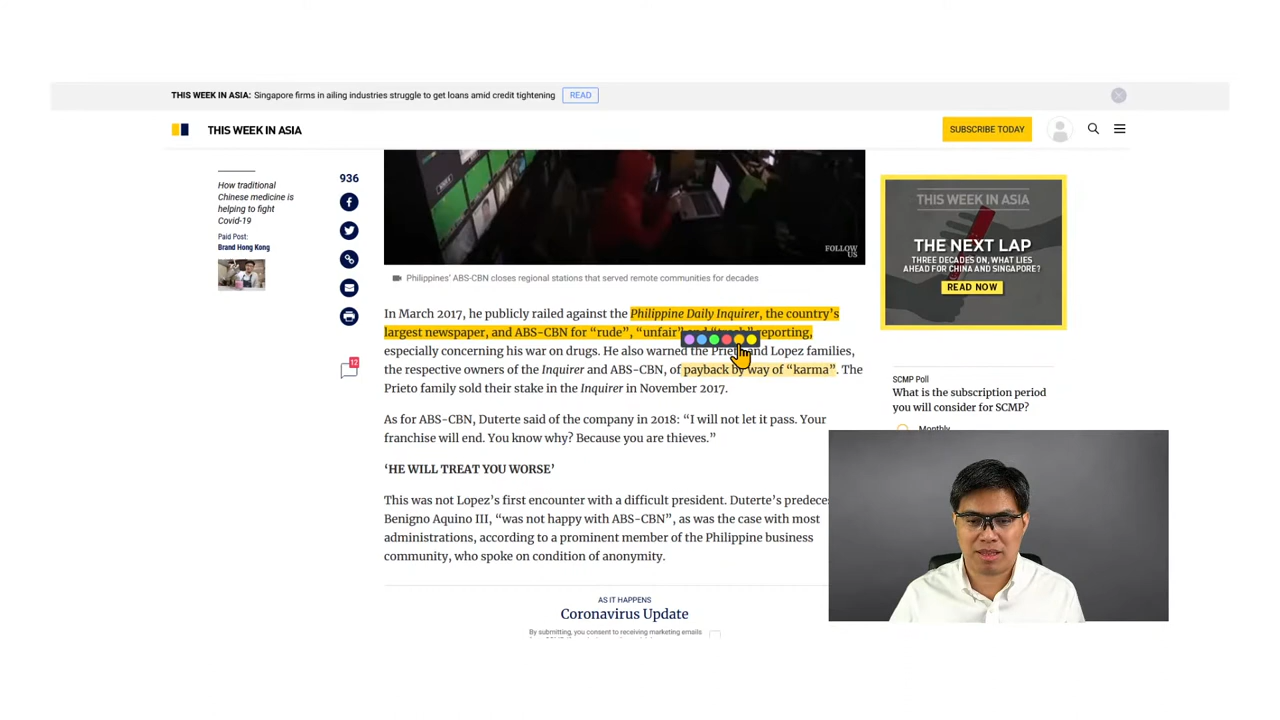 THIS WEEK IN ASIA: Singapore firms in ailing industries struggle to get loans amid credit tightening READ
THIS WEEK IN ASIA
SUBSCRIBE TODAY
How traditional
Chinese medicine is
helping to fight
Covid-19
Paid Post:
Brand Hong Kong
936
12
FOLLOW
US
Philippines’ ABS-CBN closes regional stations that served remote communities for decades
In March 2017, he publicly railed against the Philippine Daily Inquirer, the country’s
largest newspaper, and ABS-CBN for “rude”, “unfair” reporting,
especially concerning his war on drugs. He also warned the Prieto and Lopez families,
the respective owners of the Inquirer and ABS-CBN, of payback by way of “karma”. The
Prieto family sold their stake in the Inquirer in November 2017.
As for ABS-CBN, Duterte said of the company in 2018: “I will not let it pass. Your
franchise will end. You know why? Because you are thieves.”
‘HE WILL TREAT YOU WORSE’
This was not Lopez’s first encounter with a difficult president. Duterte’s predeces
Benigno Aquino III, “was not happy with ABS-CBN”, as was the case with most
administrations, according to a prominent member of the Philippine business
community, who spoke on condition of anonymity.
AS IT HAPPENS
Coronavirus Update
By submitting, you consent to receiving marketing emails
THIS WEEK IN ASIA
THE NEXT LAP
THREE DECADES ON, WHAT LIES
AHEAD FOR CHINA AND SINGAPORE?
READ NOW
SCMP Poll
What is the subscription period
you will consider for SCMP?
Monthly